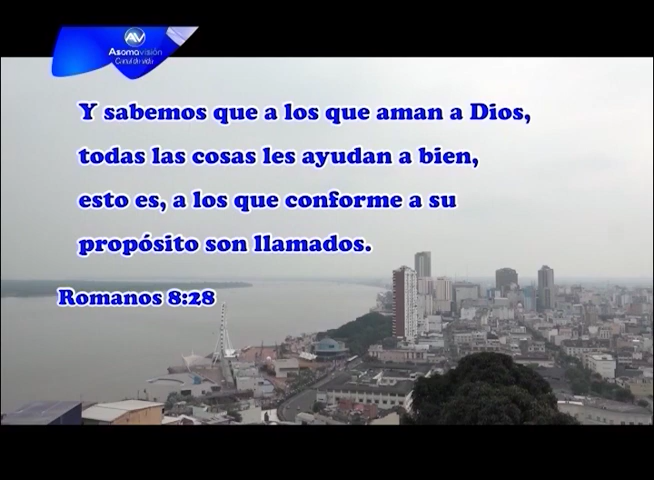 AV
Asomavisión
Canal de vida
Y sabemos que a los que aman a Dios,
todas las cosas les ayudan a bien,
esto es, a los que conforme a su
propósito son llamados.
Romanos 8:28